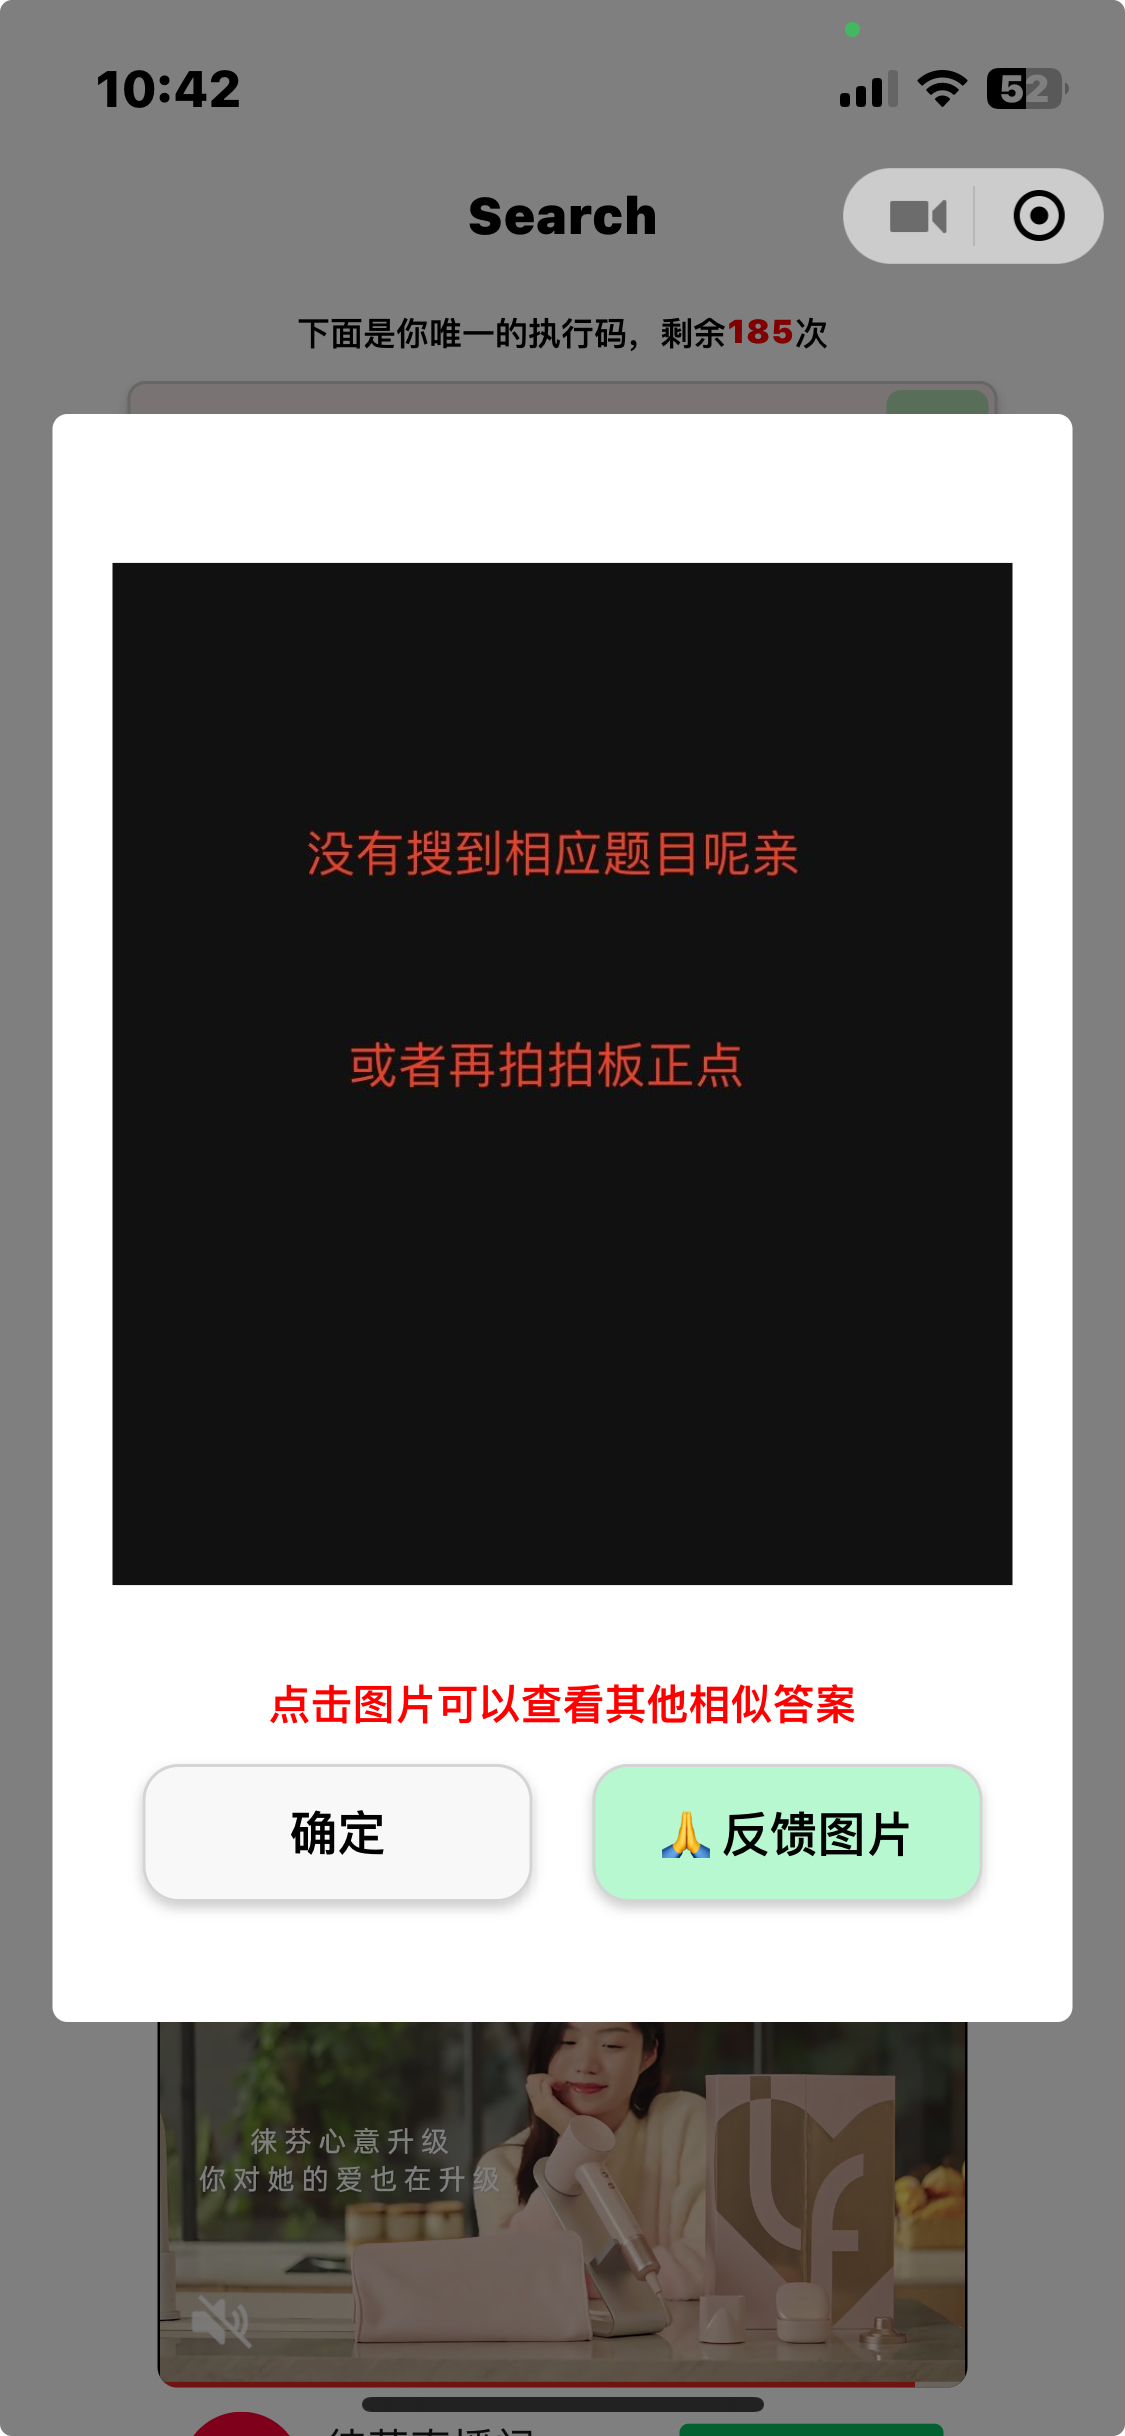 10:42
52
Search
下面是你唯一的执行码，剩余185次
没有搜到相应题目呢亲
或者再拍拍板正点
点击图片可以查看其他相似答案
确定
🙏反馈图片
徕芬心意升级
你对她的爱也在升级